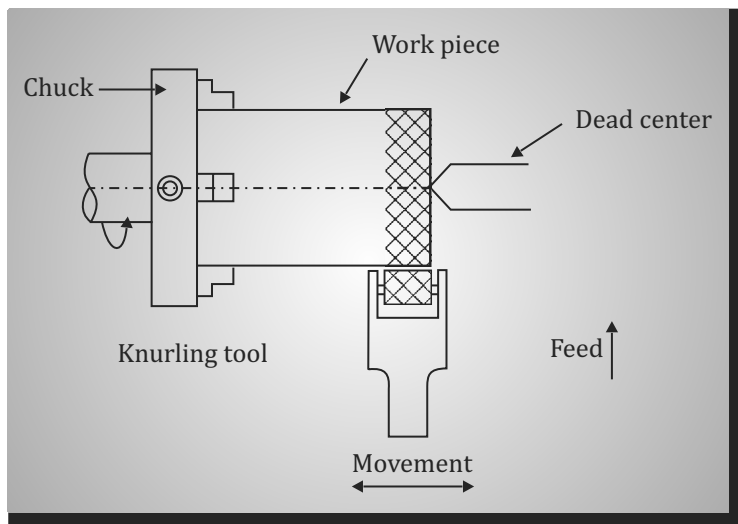 Work piece
Chuck
Dead center
Knurling tool
Feed
Movement